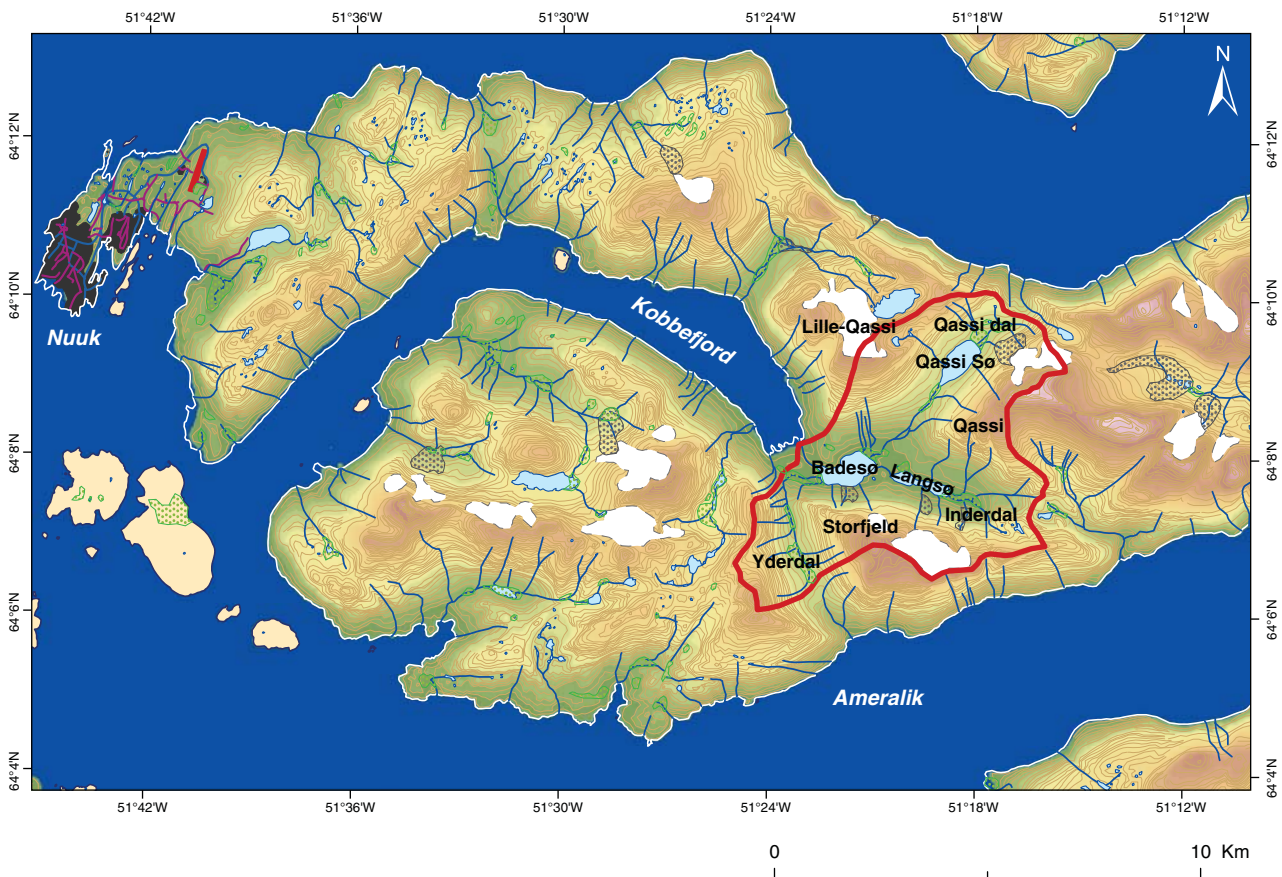 51°42'W 51°36'W 51°30'W 51°24'W 51°18'W 51°12'W
N
64°12'N 64°12'N
64°10'N 64°10'N
Nuuk
Kobbefjord
Lille-Qassi
Qassi dal
Qassi Sø
Qassi
64°8'N 64°8'N
Badesø
Langsø
Inderdal
Storfjeld
Yderdal
64°6'N 64°6'N
Ameralik
64°4'N 64°4'N
51°42'W 51°36'W 51°30'W 51°24'W 51°18'W 51°12'W
0 10 Km